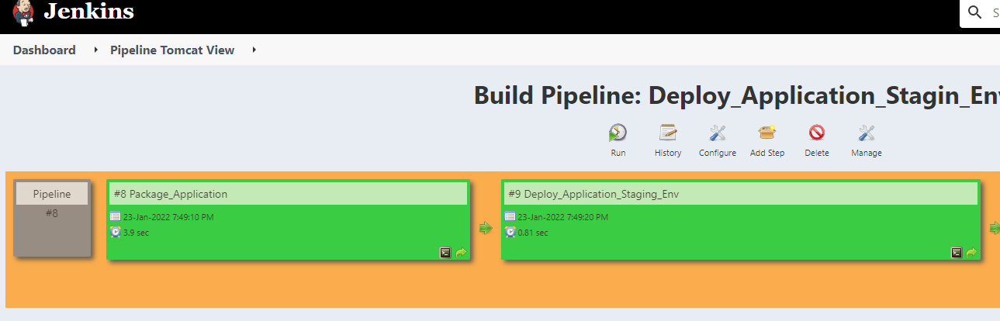 Jenkins
S
Dashboard Pipeline Tomcat View
Build Pipeline: Deploy_Application_Stagin_Env
Run History Configure Add Step Delete Manage
Pipeline
#8
#8 Package_Application
23-Jan-2022 7:49:10 PM
3.9 sec
#9 Deploy_Application_Staging_Env
23-Jan-2022 7:49:20 PM
0.81 sec